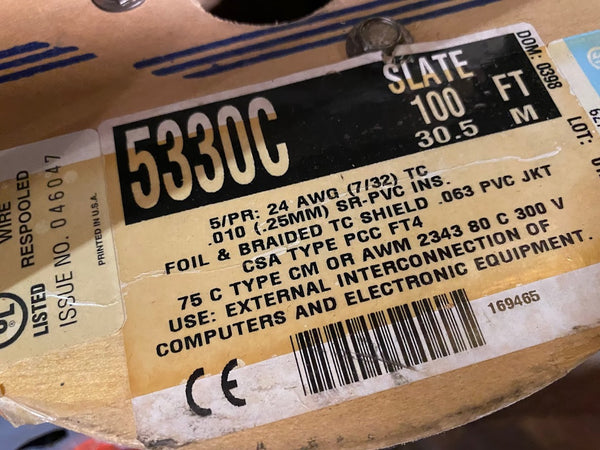 5330C
SLATE
100 FT
30.5 M
DOM: 0398
5/PR: 24 AWG (7/32) TC
.010 (.25MM) SR-PVC INS.
FOIL & BRAIDED TC SHIELD .063 PVC JKT
CSA TYPE PCC FT4
75 C TYPE CM OR AWM 2343 80 C 300 V
USE: EXTERNAL INTERCONNECTION OF
COMPUTERS AND ELECTRONIC EQUIPMENT.
169465
CE
WIRE
RESPOOLED
ISSUE NO. 046047
PRINTED IN U.S.A.
LISTED
UL
LOT: